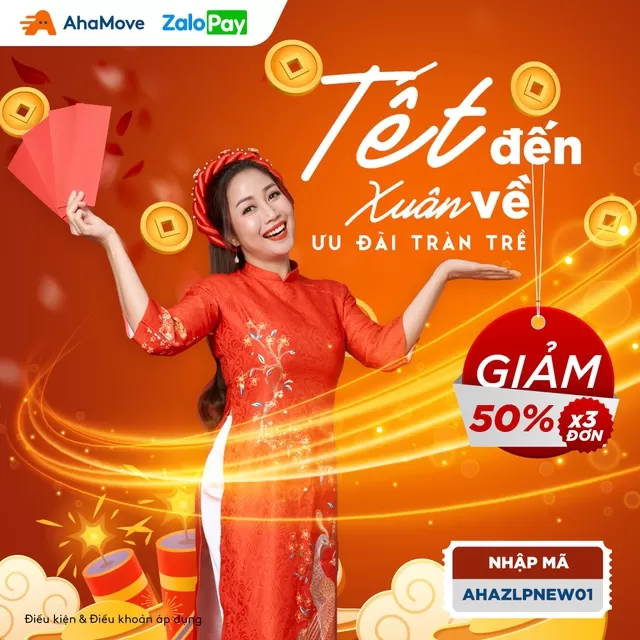 AhaMove ZaloPay
Tết đến
Xuân về
ƯU ĐÃI TRÀN TRỀ
GIẢM
50% X3
ĐƠN
NHẬP MÃ
AHAZLPNEW01
Điều kiện & Điều khoản áp dụng